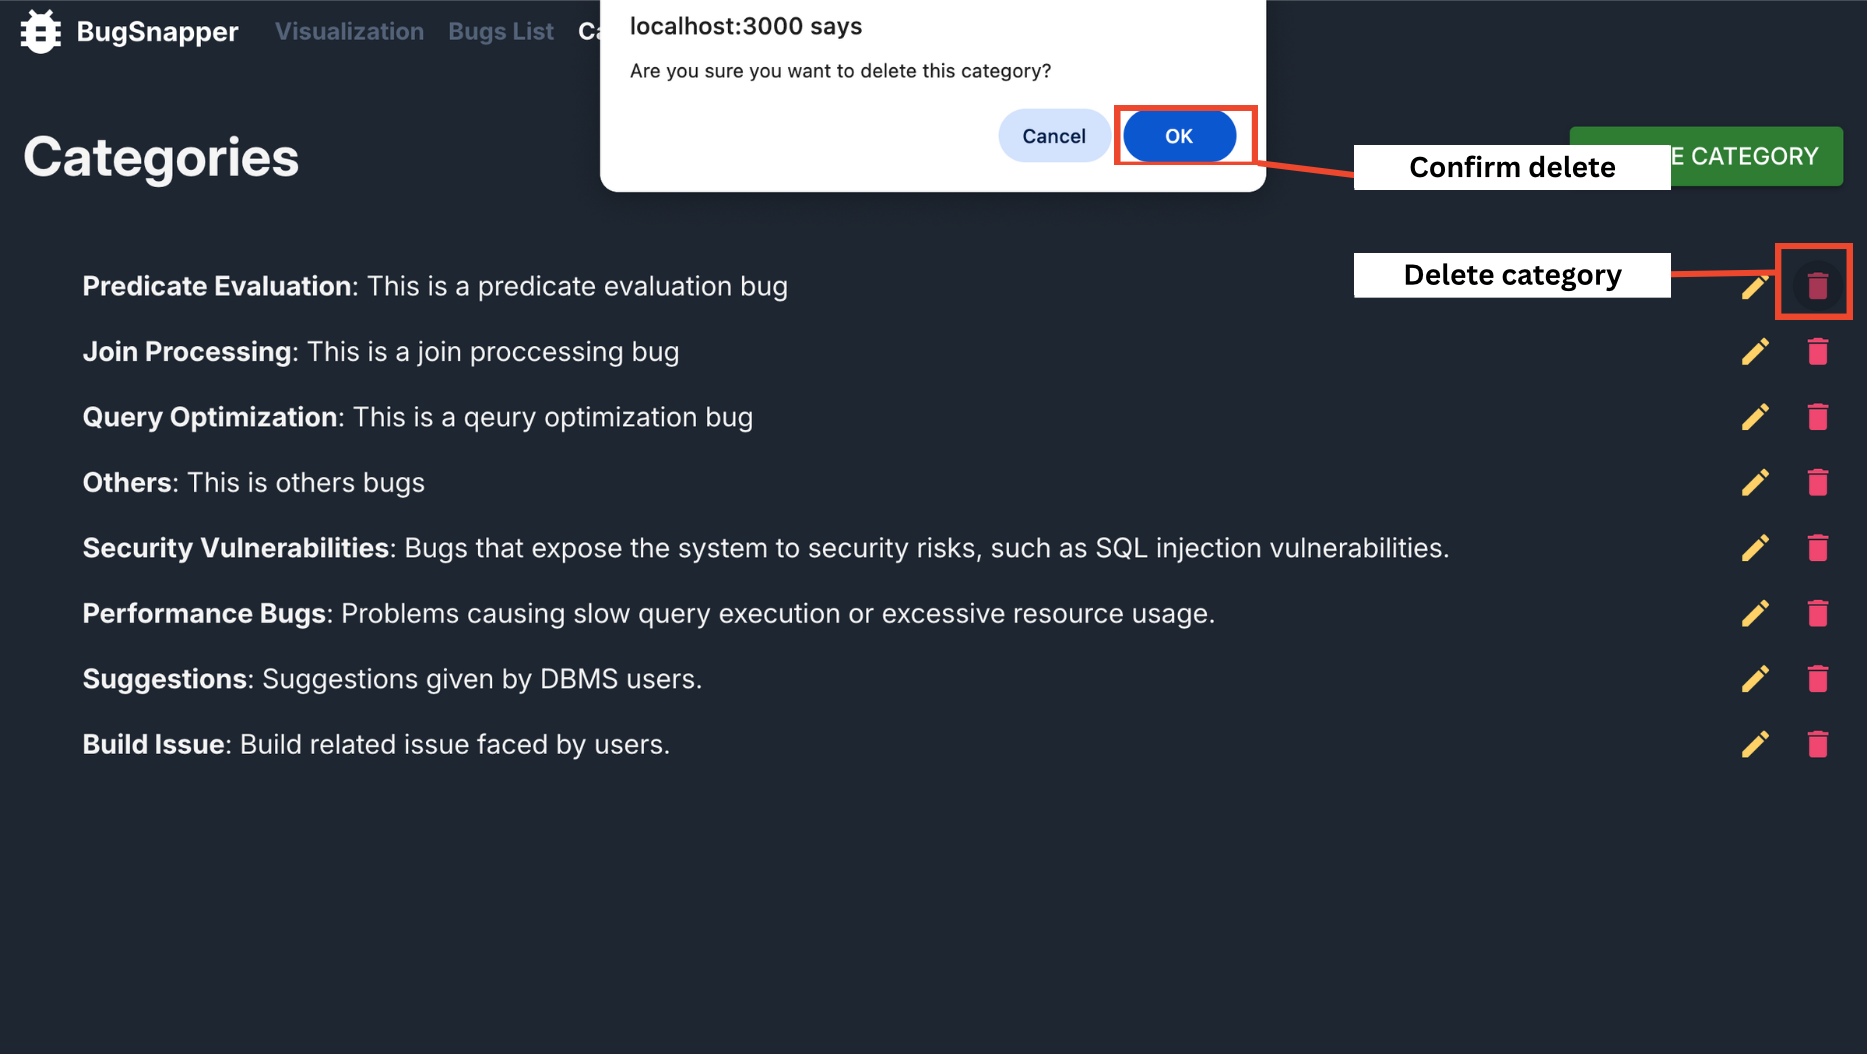 BugSnapper Visualization Bugs List
localhost:3000 says
Are you sure you want to delete this category?
Cancel OK
Categories
Confirm delete
CATEGORY
Delete category
Predicate Evaluation: This is a predicate evaluation bug
Join Processing: This is a join proccessing bug
Query Optimization: This is a qeury optimization bug
Others: This is others bugs
Security Vulnerabilities: Bugs that expose the system to security risks, such as SQL injection vulnerabilities.
Performance Bugs: Problems causing slow query execution or excessive resource usage.
Suggestions: Suggestions given by DBMS users.
Build Issue: Build related issue faced by users.